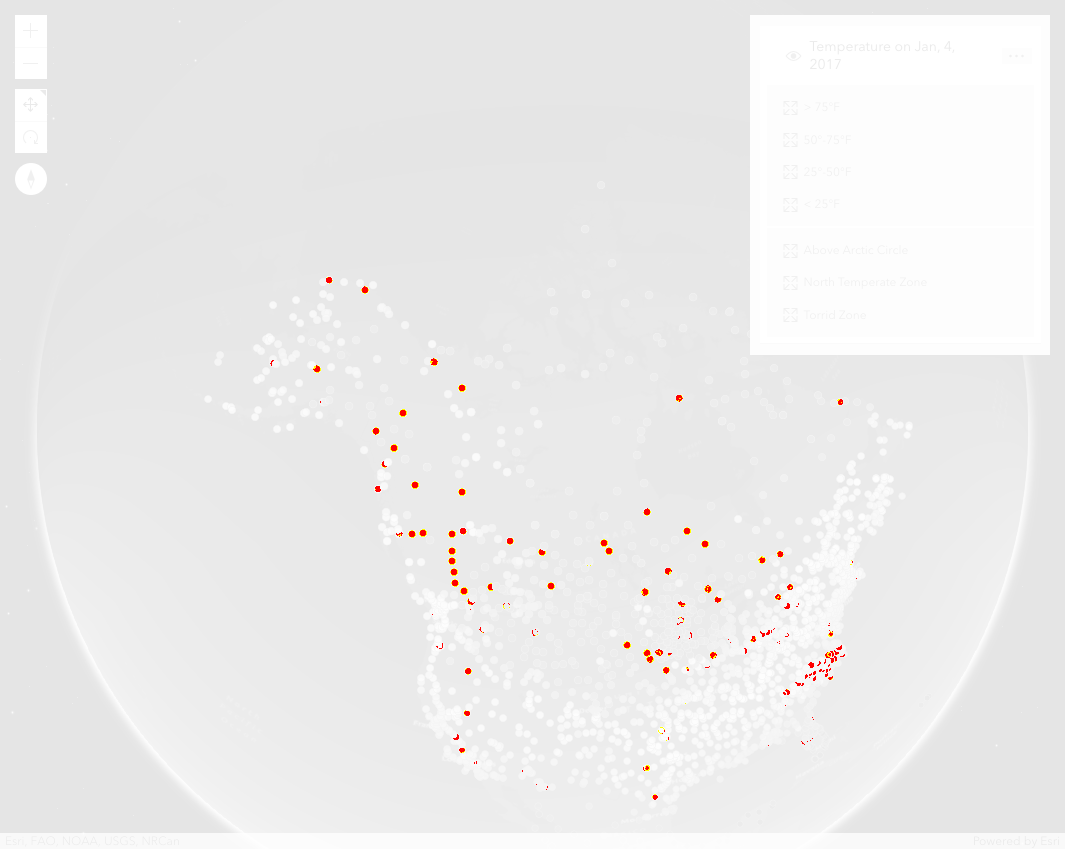 Temperature on Jan, 4,
2017
> 75°F
50°-75°F
25°-50°F
< 25°F
Above Arctic Circle
North Temperate Zone
Torrid Zone
Esri, FAO, NOAA, USGS, NRCan
Powered by Esri